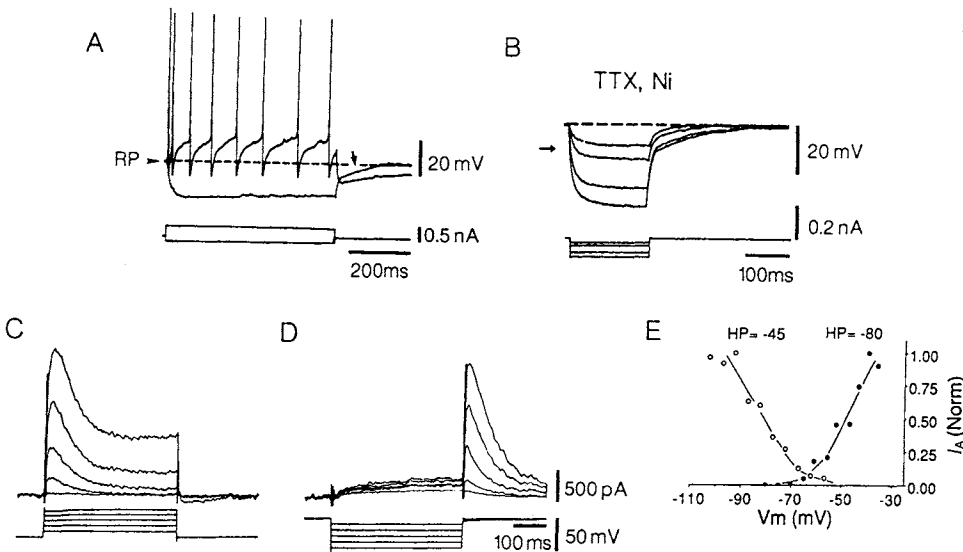 A
RP
20 mV
0.5 nA
200ms
B
TTX, Ni
20 mV
0.2 nA
100ms
C
D
500 pA
50 mV
100 ms
E
HP= -45
HP= -80
1.00
0.75
0.50
0.25
0.00
I_A (Norm)
-110 -90 -70 -50 -30
Vm (mV)